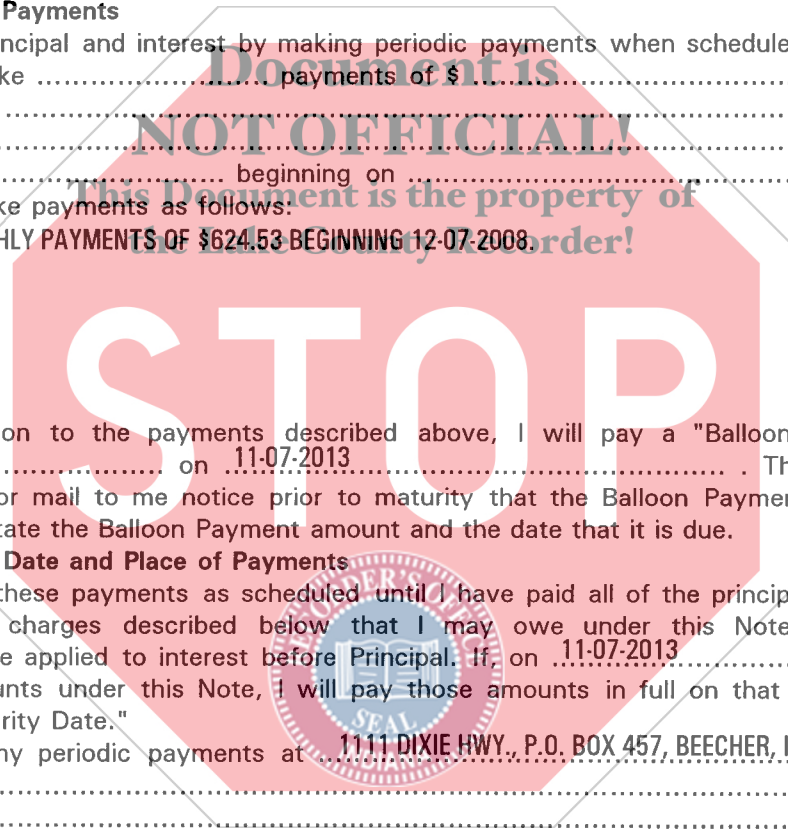 Payments
ncipal and interest by making periodic payments when schedule
ke ........................... payments of $ ......................................
..........................................................................................
..........................................................................................
........................... beginning on .............................................
ke payments as follows:
HLY PAYMENTS OF $624.53 BEGINNING 12-07-2008.
Document is
NOT OFFICIAL!
This Document is the property of
the Lake County Recorder!
STOP
on to the payments described above, I will pay a "Balloon
................... on .11-07-2013............................................. . Th
or mail to me notice prior to maturity that the Balloon Paymen
tate the Balloon Payment amount and the date that it is due.
Date and Place of Payments
these payments as scheduled until I have paid all of the princip
charges described below that I may owe under this Note
e applied to interest before Principal. If, on .11-07-2013..............
unts under this Note, I will pay those amounts in full on that
rity Date."
ny periodic payments at ...1111 DIXIE HWY., P.O. BOX 457, BEECHER, I
..........................................................................................
..........................................................................................
RECORDER'S OFFICE
SEAL
INDIANA